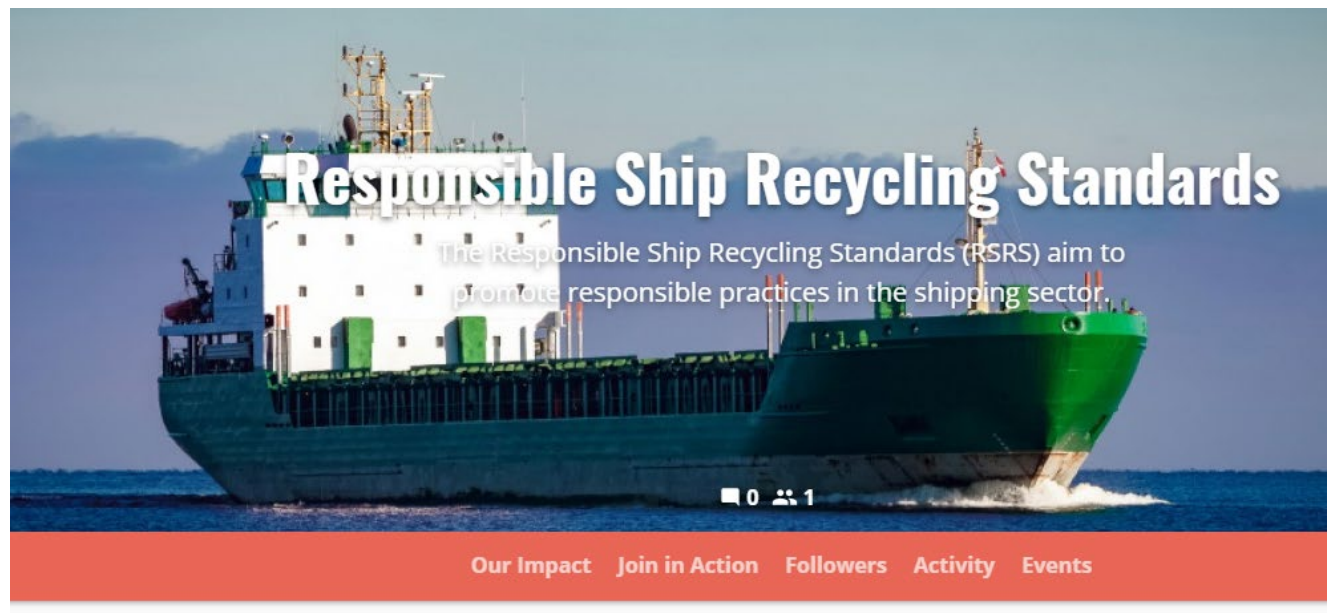 Responsible Ship Recycling Standards
The Responsible Ship Recycling Standards (RSRS) aim to
promote responsible practices in the shipping sector.
0 1
Our Impact Join in Action Followers Activity Events